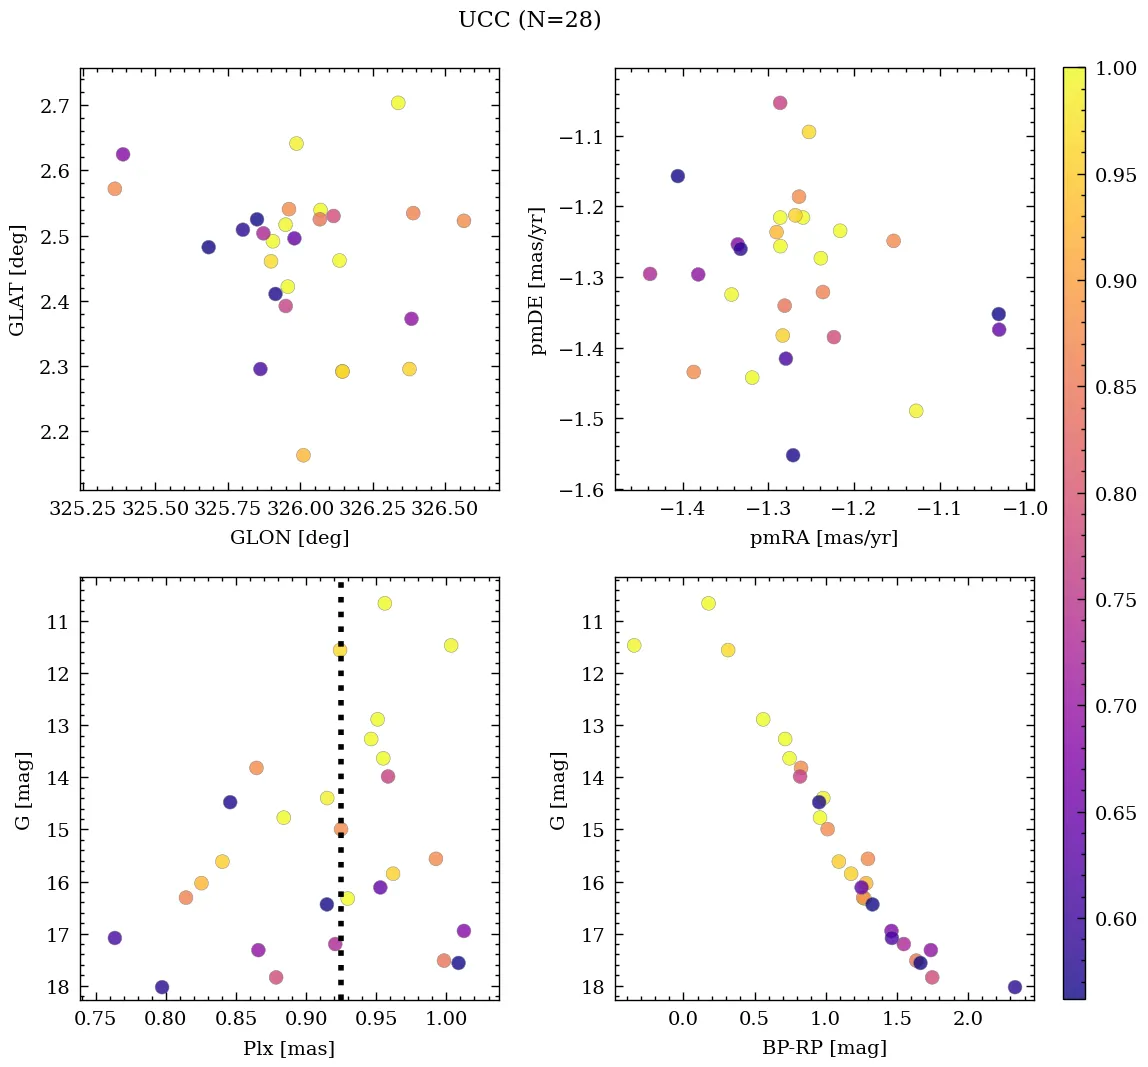 UCC (N=28)
2.7
2.6
2.5
2.4
2.3
2.2
GLAT [deg]
325.25 325.50 325.75 326.00 326.25 326.50
GLON [deg]
−1.1
−1.2
−1.3
−1.4
−1.5
−1.6
pmDE [mas/yr]
−1.4 −1.3 −1.2 −1.1 −1.0
pmRA [mas/yr]
11
12
13
14
15
16
17
18
G [mag]
0.75 0.80 0.85 0.90 0.95 1.00
Plx [mas]
11
12
13
14
15
16
17
18
G [mag]
0.0 0.5 1.0 1.5 2.0
BP-RP [mag]
1.00
0.95
0.90
0.85
0.80
0.75
0.70
0.65
0.60